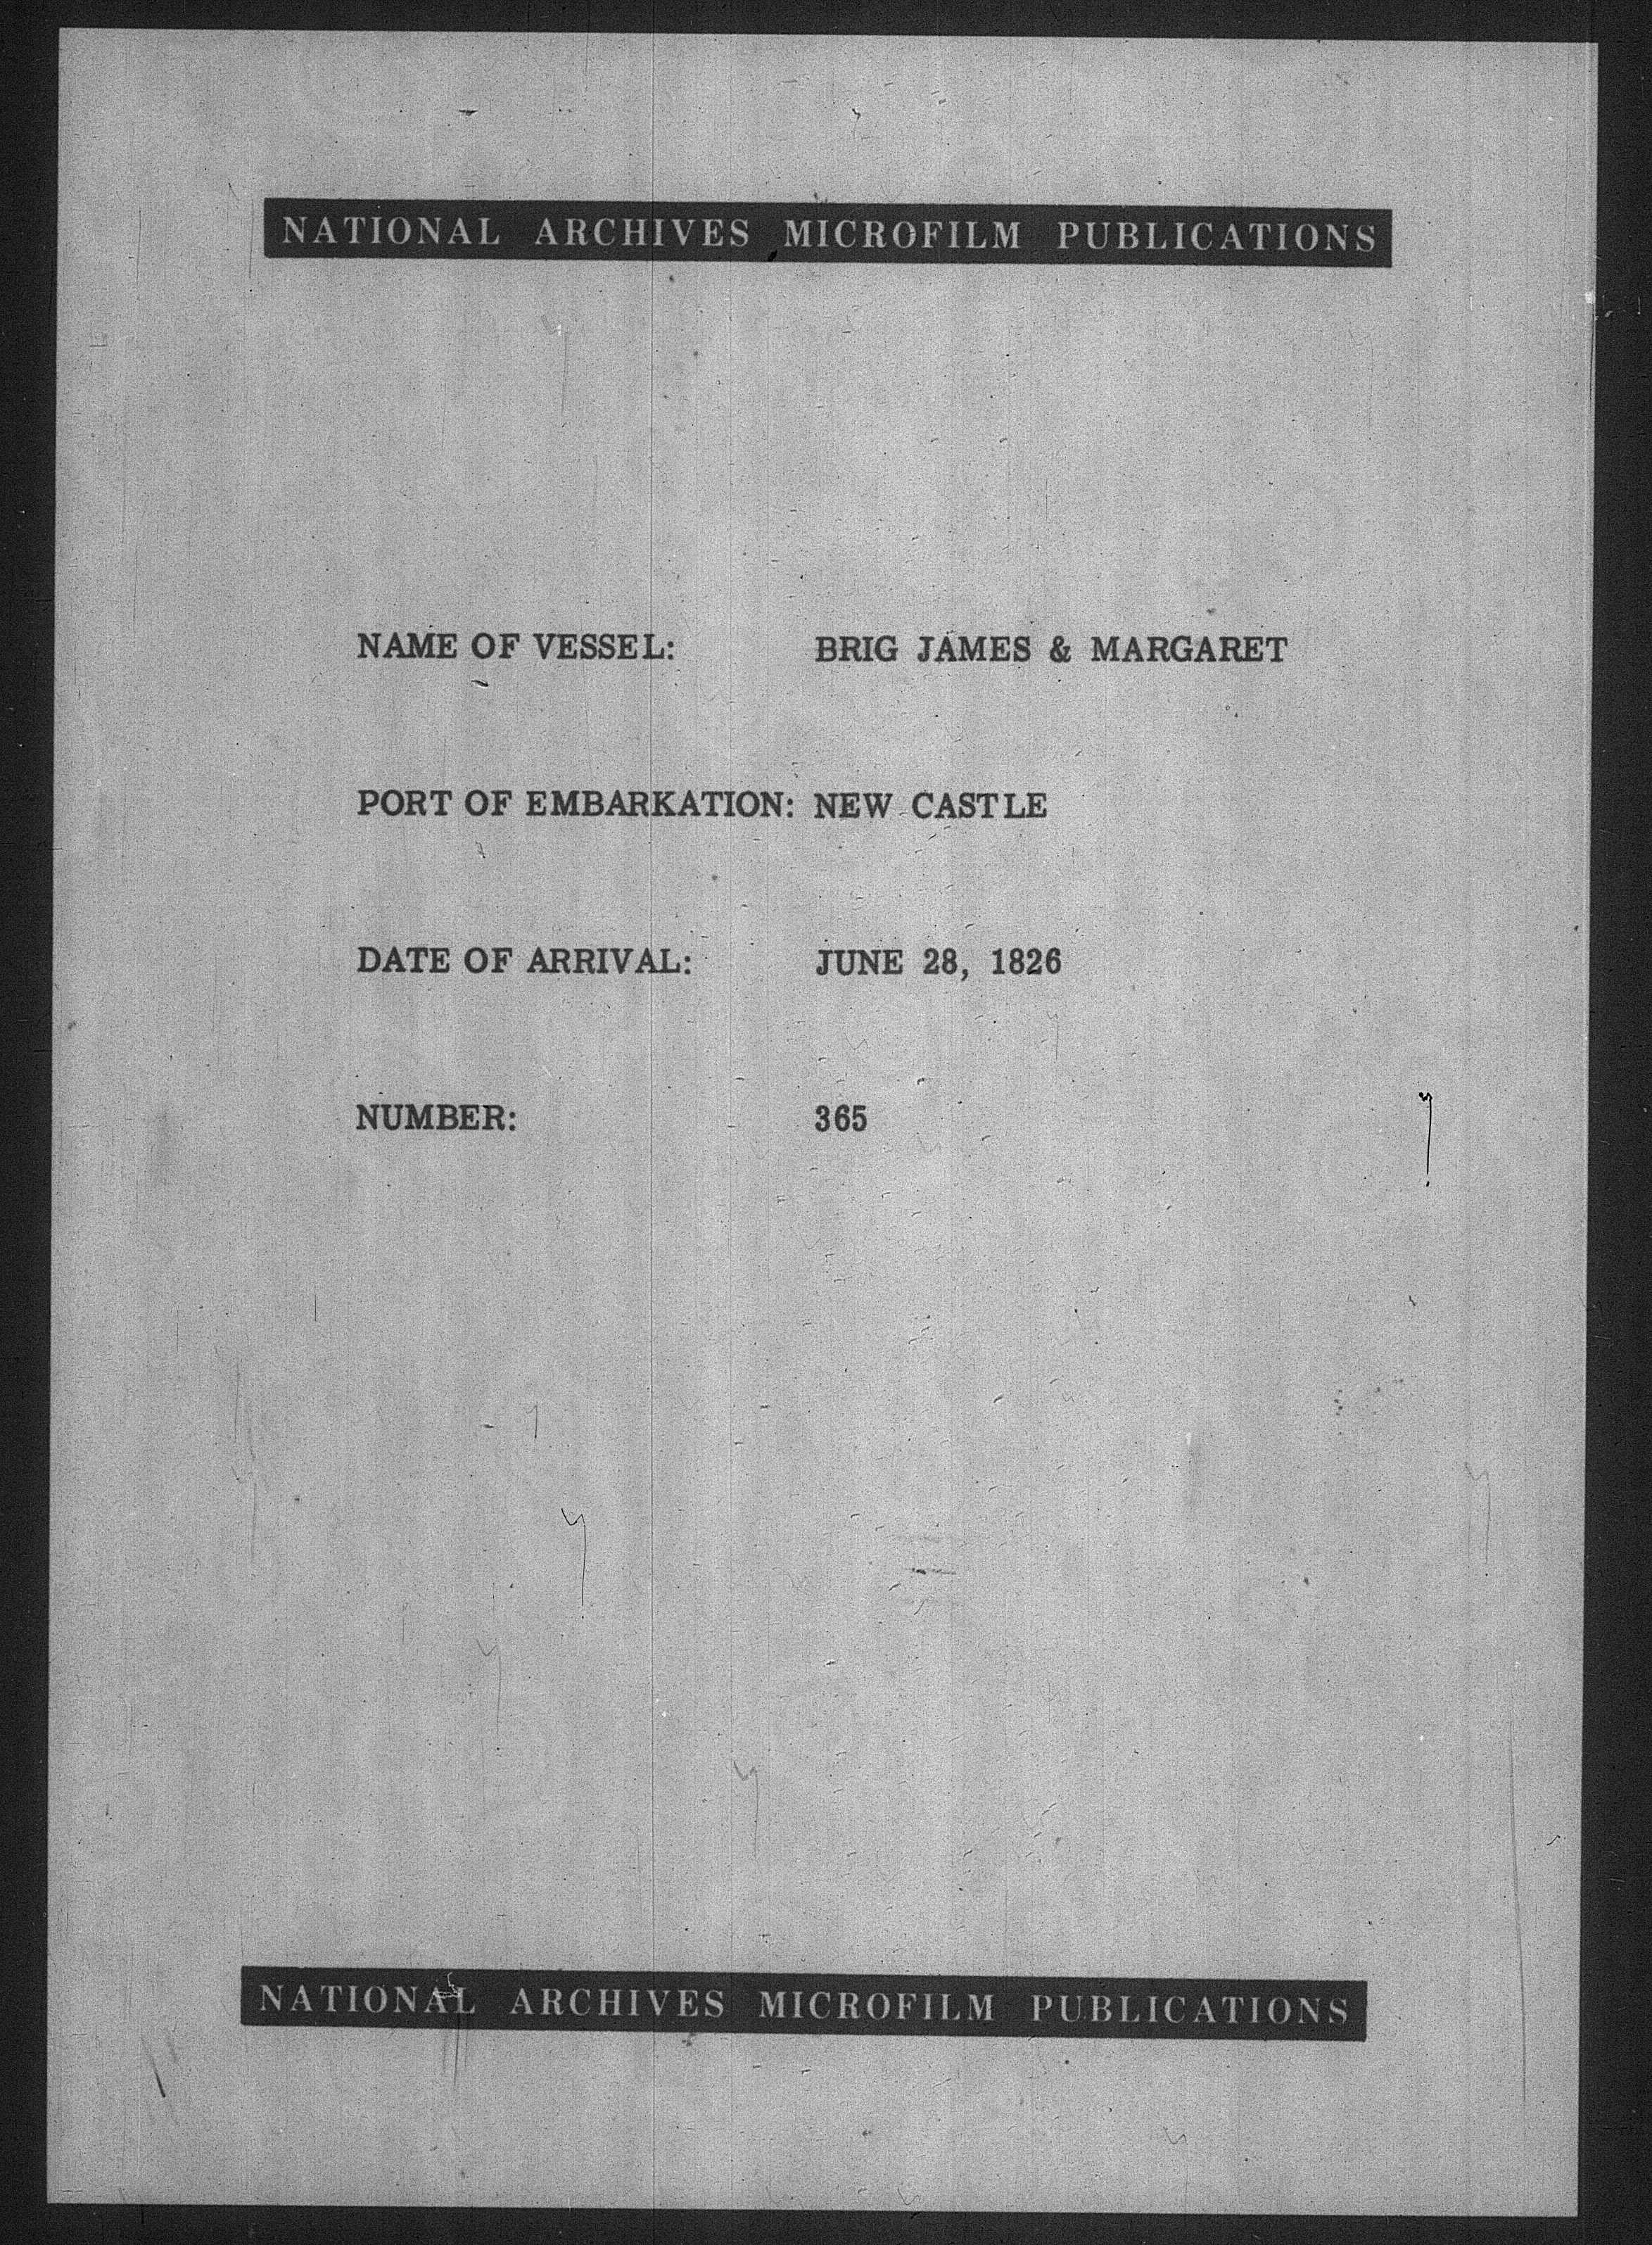 NATIONAL ARCHIVES MICROFILM PUBLICATIONS
NAME OF VESSEL: BRIG JAMES & MARGARET
PORT OF EMBARKATION: NEW CASTLE
DATE OF ARRIVAL: JUNE 28, 1826
NUMBER: 365
NATIONAL ARCHIVES MICROFILM PUBLICATIONS